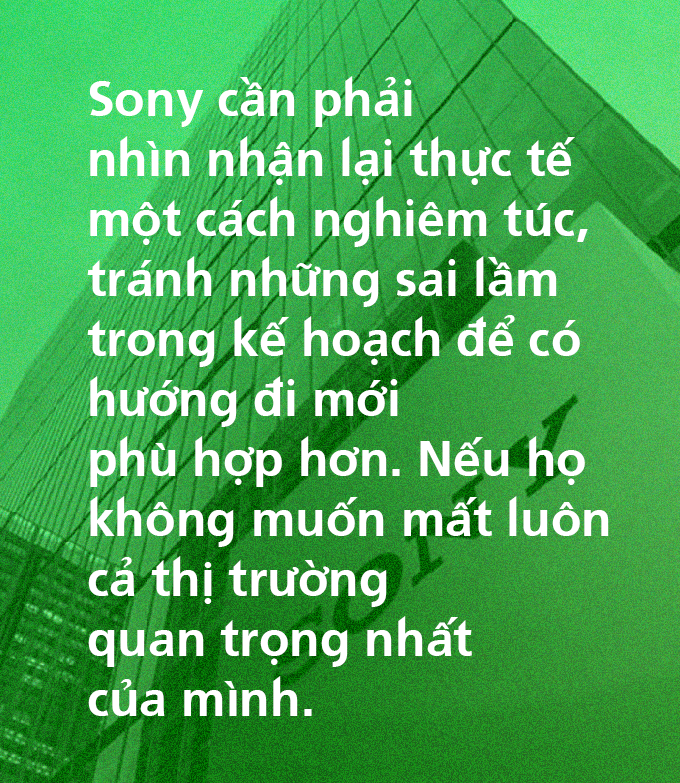 Sony cần phải
nhìn nhận lại thực tế
một cách nghiêm túc,
tránh những sai lầm
trong kế hoạch để có
hướng đi mới
phù hợp hơn. Nếu họ
không muốn mất luôn
cả thị trường
quan trọng nhất
của mình.
SONY